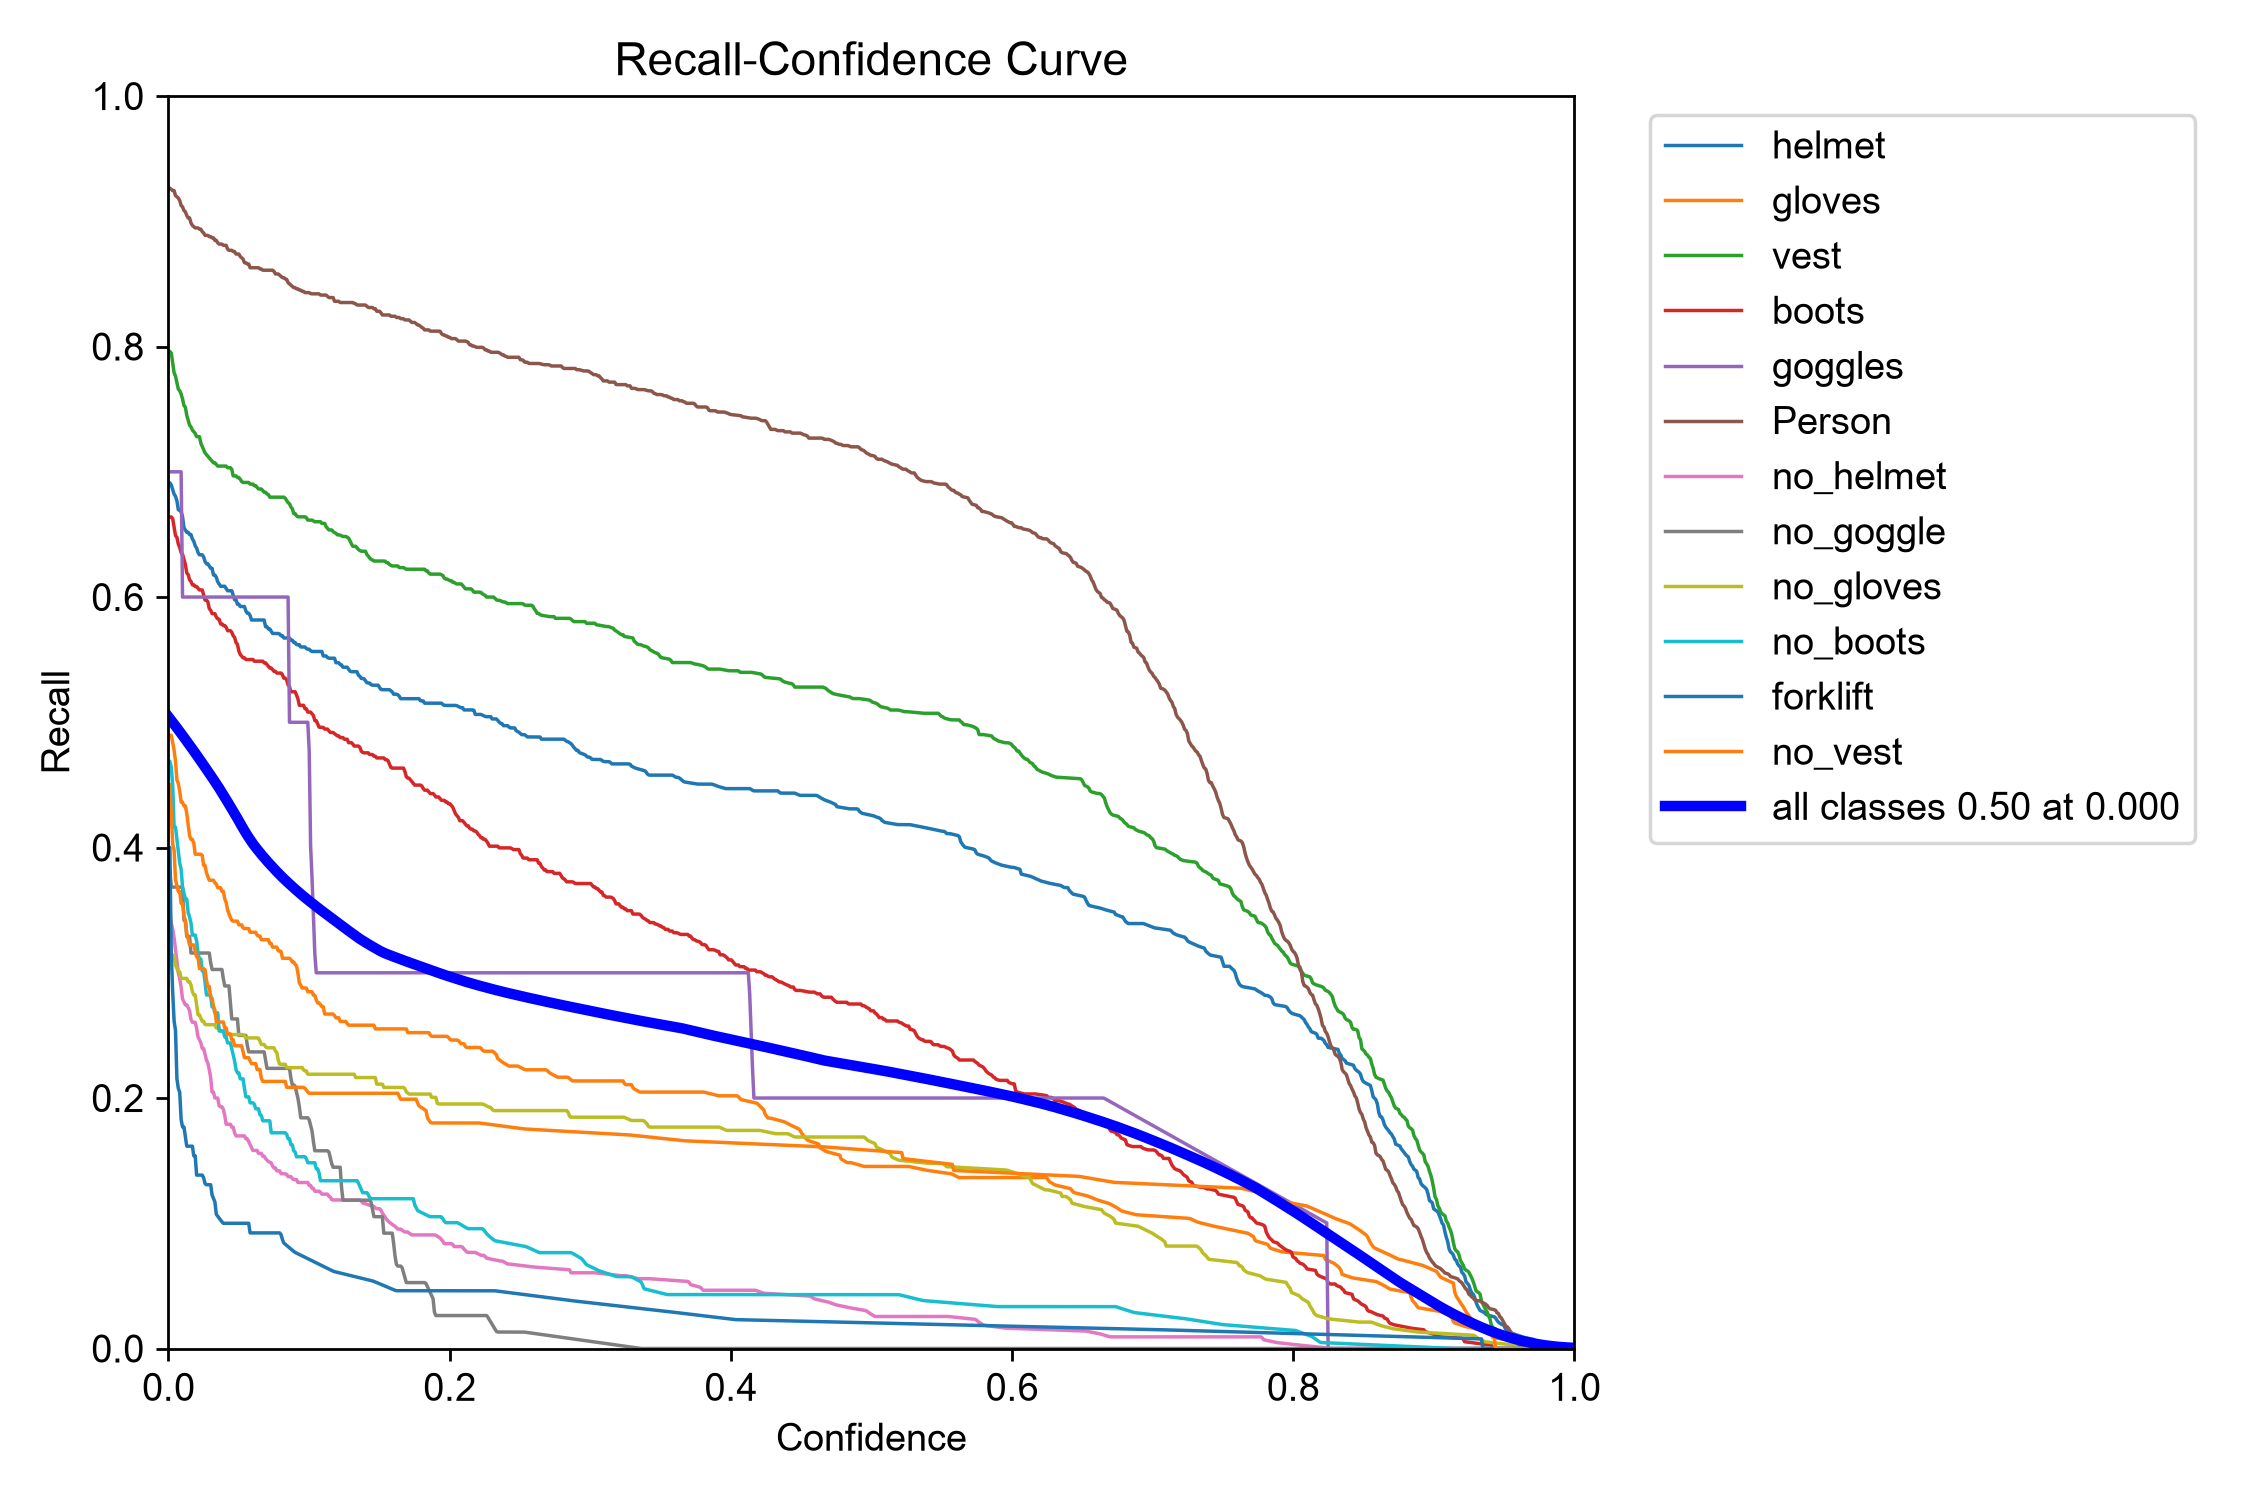 Recall-Confidence Curve
1.0
0.8
0.6
0.4
0.2
0.0
Recall
0.0 0.2 0.4 0.6 0.8 1.0
Confidence
helmet
gloves
vest
boots
goggles
Person
no_helmet
no_goggle
no_gloves
no_boots
forklift
no_vest
all classes 0.50 at 0.000